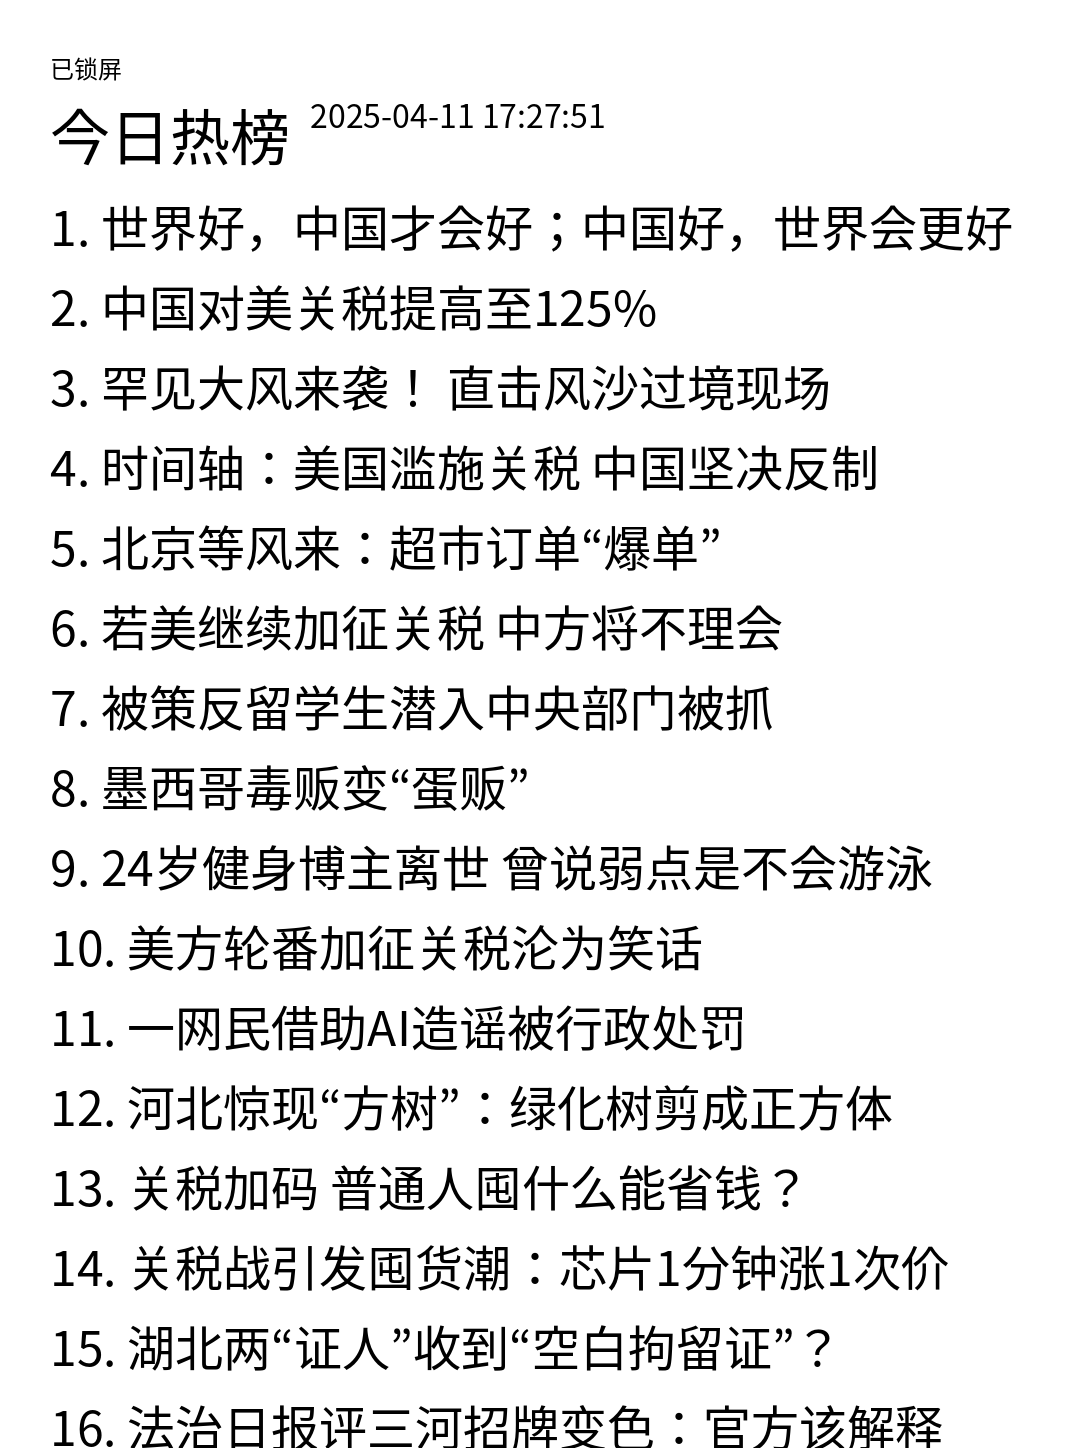 已锁屏
今日热榜 2025-04-11 17:27:51
1. 世界好，中国才会好；中国好，世界会更好
2. 中国对美关税提高至125%
3. 罕见大风来袭！ 直击风沙过境现场
4. 时间轴：美国滥施关税 中国坚决反制
5. 北京等风来：超市订单“爆单”
6. 若美继续加征关税 中方将不理会
7. 被策反留学生潜入中央部门被抓
8. 墨西哥毒贩变“蛋贩”
9. 24岁健身博主离世 曾说弱点是不会游泳
10. 美方轮番加征关税沦为笑话
11. 一网民借助AI造谣被行政处罚
12. 河北惊现“方树”：绿化树剪成正方体
13. 关税加码 普通人囤什么能省钱？
14. 关税战引发囤货潮：芯片1分钟涨1次价
15. 湖北两“证人”收到“空白拘留证”？
16. 法治日报评三河招牌变色：官方该解释